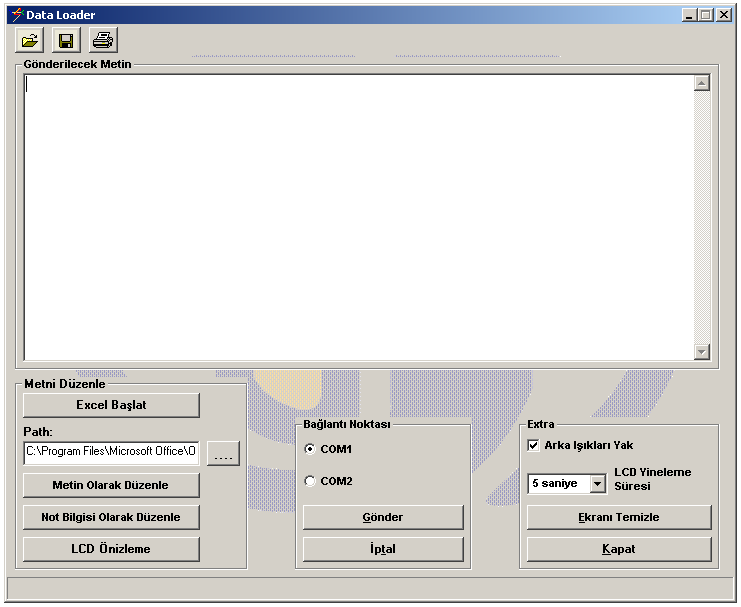 Data Loader
Gönderilecek Metin
Metni Düzenle
Excel Başlat
Path:
C:\Program Files\Microsoft Office\O
....
Metin Olarak Düzenle
Not Bilgisi Olarak Düzenle
LCD Önizleme
Bağlantı Noktası
COM1
COM2
Gönder
İptal
Extra
Arka Işıkları Yak
5 saniye
LCD Yineleme
Süresi
Ekranı Temizle
Kapat